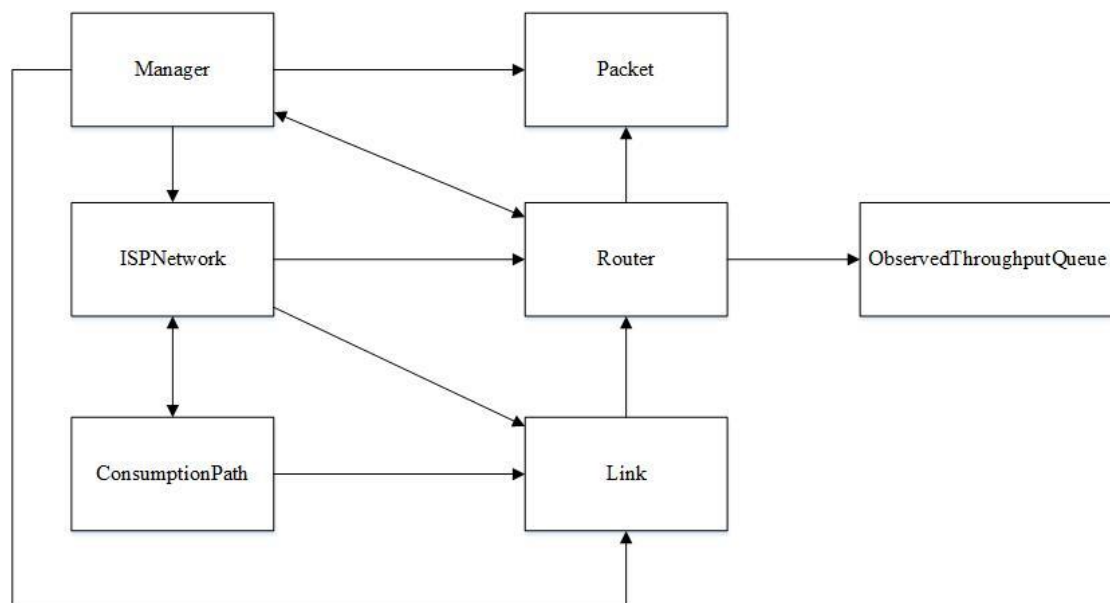 Manager
Packet
ISPNetwork
Router
ObservedThroughputQueue
ConsumptionPath
Link